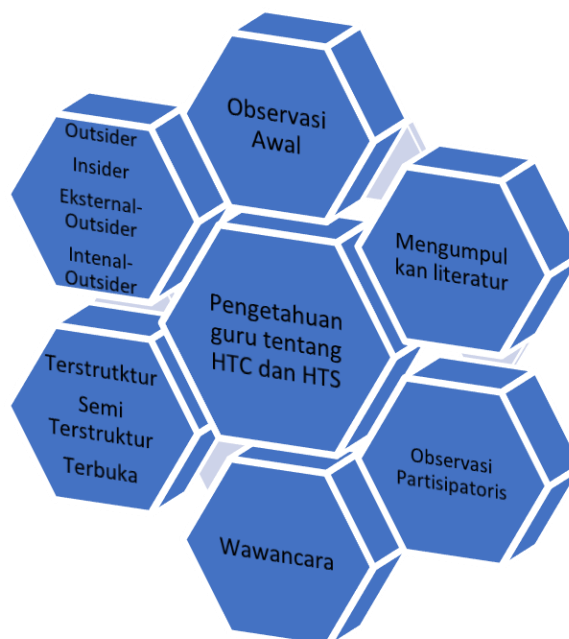 Observasi
Awal
Outsider
Insider
Eksternal-
Outsider
Intenal-
Outsider
Mengumpul
kan literatur
Pengetahuan
guru tentang
HTC dan HTS
Terstrutktur
Semi
Terstruktur
Terbuka
Observasi
Partisipatoris
Wawancara